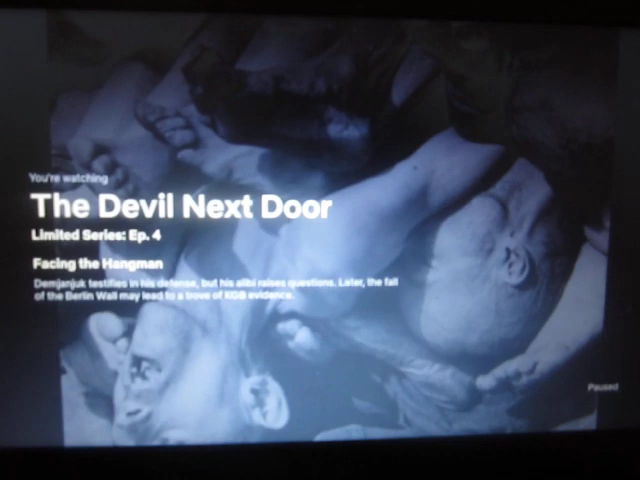 You're watching
The Devil Next Door
Limited Series: Ep. 4
Facing the Hangman
Demjanjuk testifies in his defense, but his alibi raises questions. Later, the fall
of the Berlin Wall may lead to a trove of KGB evidence.
Paused